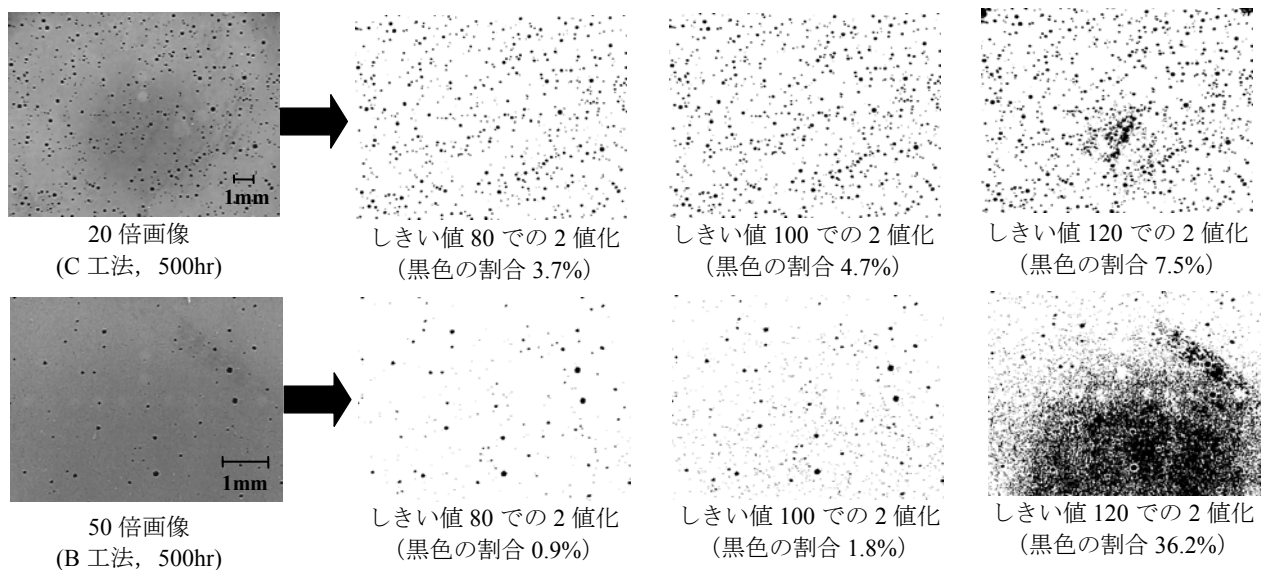 1mm
20 倍画像
(C 工法，500hr)
しきい値 80 での 2 値化
（黒色の割合 3.7%）
しきい値 100 での 2 値化
（黒色の割合 4.7%）
しきい値 120 での 2 値化
（黒色の割合 7.5%）
1mm
50 倍画像
(B 工法，500hr)
しきい値 80 での 2 値化
（黒色の割合 0.9%）
しきい値 100 での 2 値化
（黒色の割合 1.8%）
しきい値 120 での 2 値化
（黒色の割合 36.2%）